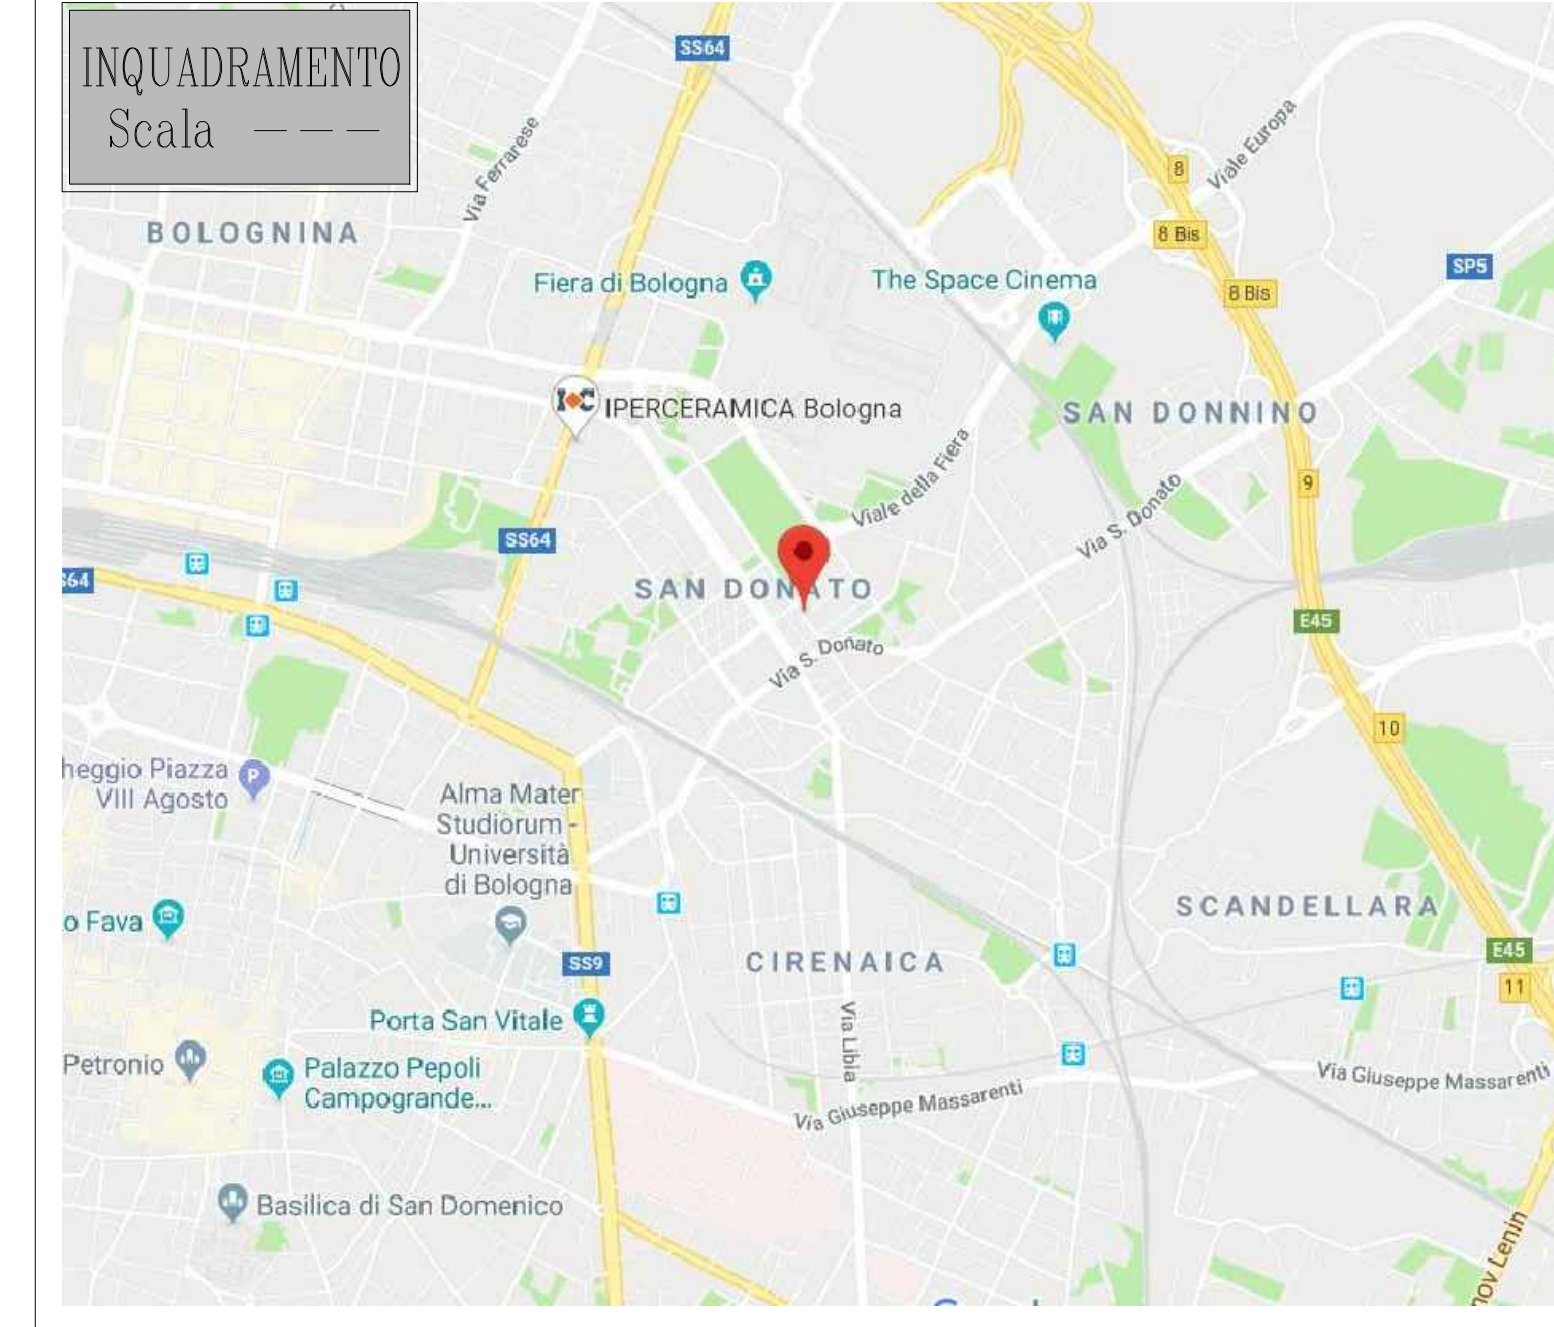 INQUADRAMENTO
Scala ---
SS64
Via Ferrarese
Viale Europa
8
BOLOGNINA
8 Bis
SP5
Fiera di Bologna
The Space Cinema
8 Bis
IPERCERAMICA Bologna
SAN DONNINO
Viale della Fiera
9
Via S. Donato
SS64
S64
SAN DONATO
E45
Via S. Donato
10
heggio Piazza
VIII Agosto
P
Alma Mater
Studiorum -
Università
di Bologna
o Fava
SCANDELLARA
SS9
CIRENAICA
E45
11
Porta San Vitale
Via Libia
Petronio
Palazzo Pepoli
Campogrande...
Via Giuseppe Massarenti
Via Giuseppe Massarenti
Basilica di San Domenico
nov Lenin